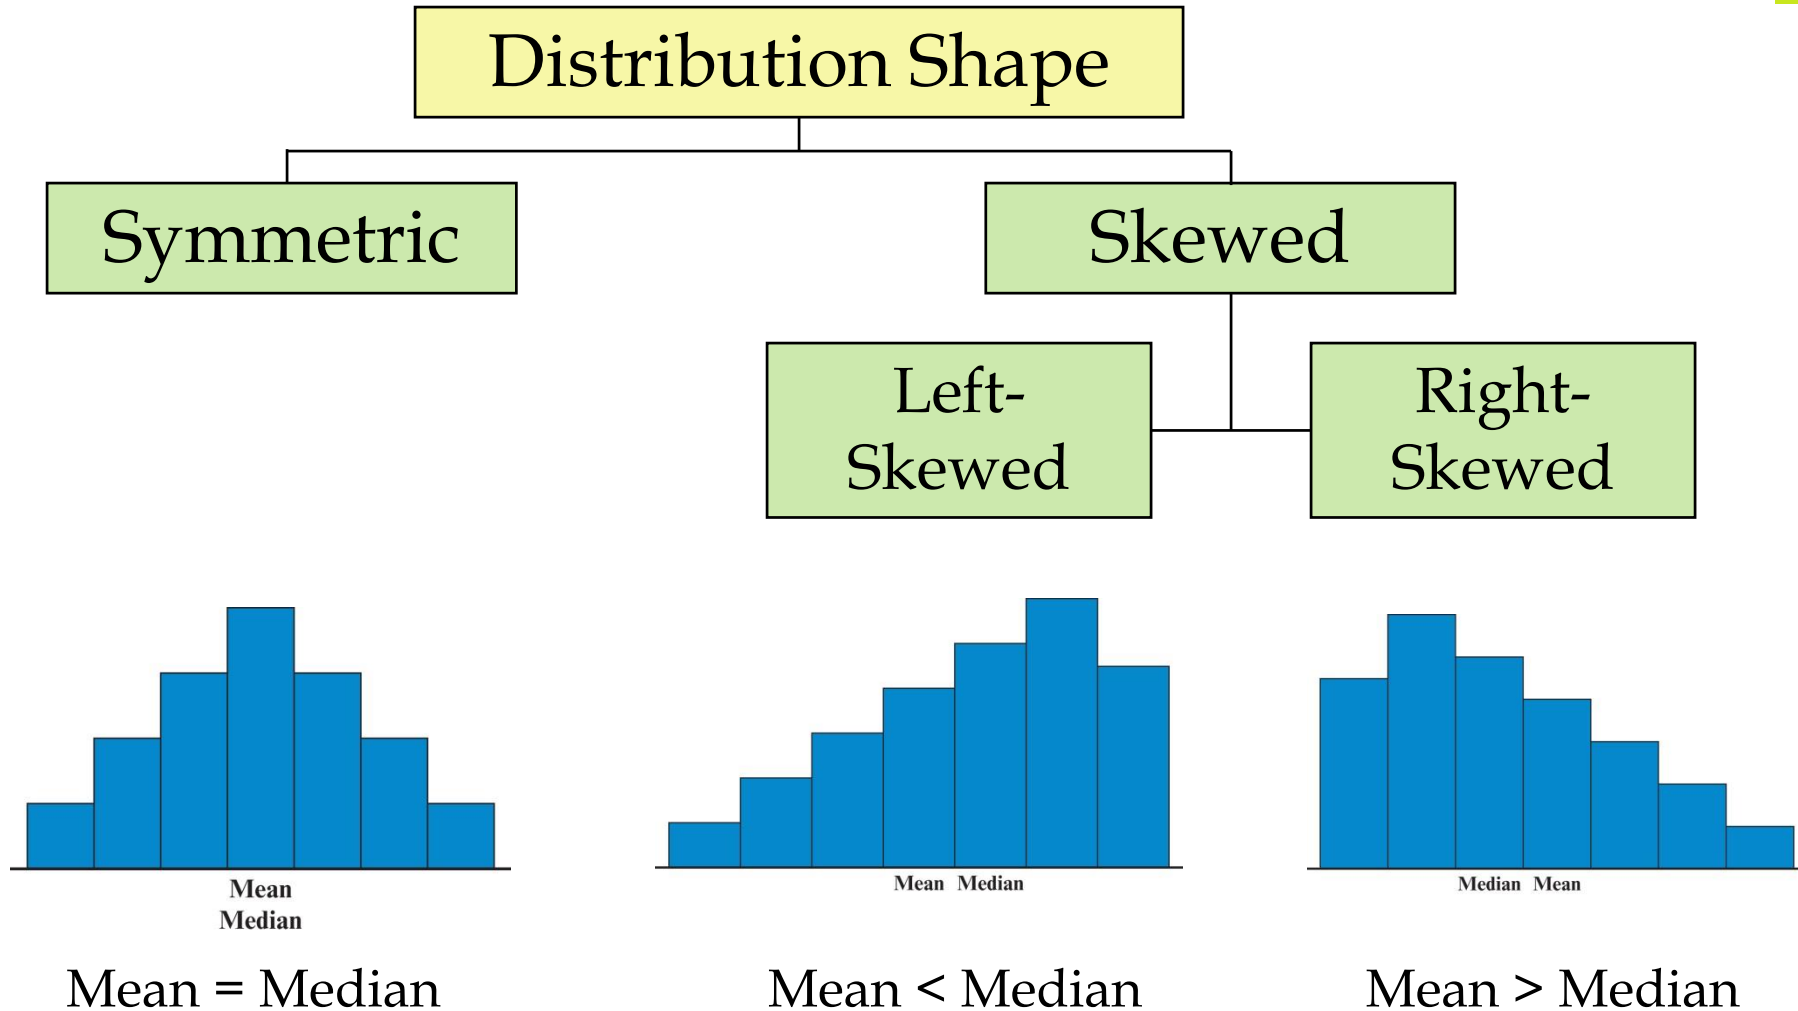 Distribution Shape
Symmetric
Skewed
Left-
Skewed
Right-
Skewed
Mean
Median
Mean Median
Median Mean
Mean = Median
Mean < Median
Mean > Median